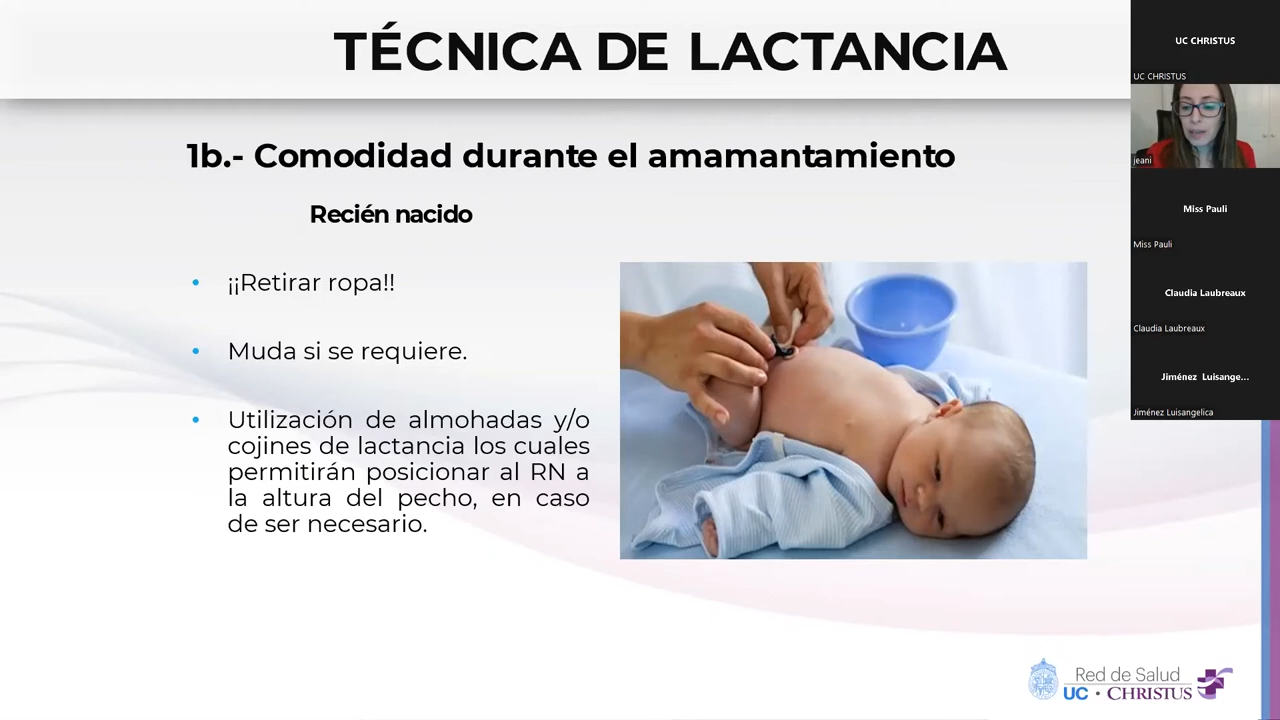 TÉCNICA DE LACTANCIA
1b.- Comodidad durante el amamantamiento
Recién nacido
• ¡¡Retirar ropa!!
• Muda si se requiere.
• Utilización de almohadas y/o
cojines de lactancia los cuales
permitirán posicionar al RN a
la altura del pecho, en caso
de ser necesario.
Red de Salud
UC • CHRISTUS
UC CHRISTUS
UC CHRISTUS
jeani
Miss Pauli
Miss Pauli
Claudia Laubreaux
Claudia Laubreaux
Jiménez Luisange...
Jiménez Luisangelica